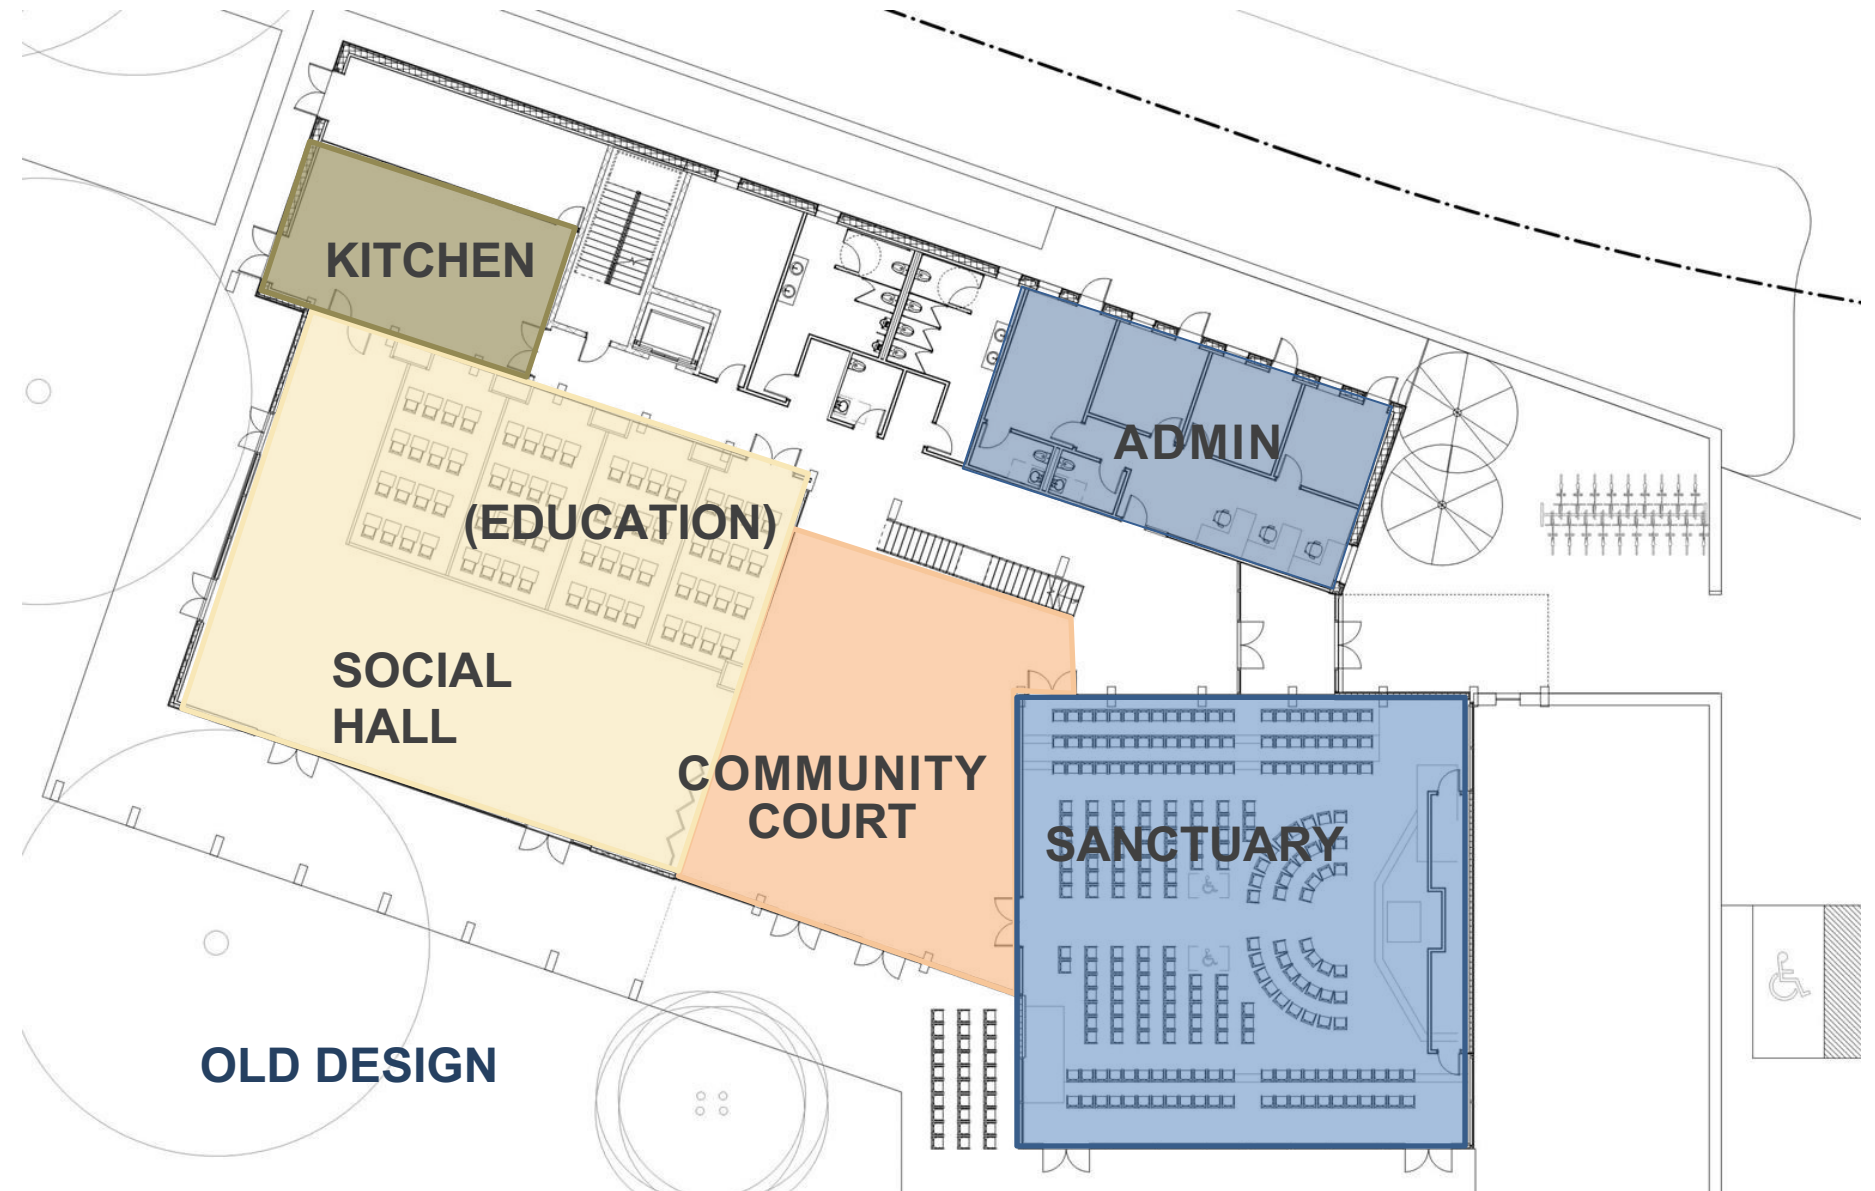 KITCHEN
ADMIN
(EDUCATION)
SOCIAL
HALL
COMMUNITY
COURT
SANCTUARY
OLD DESIGN